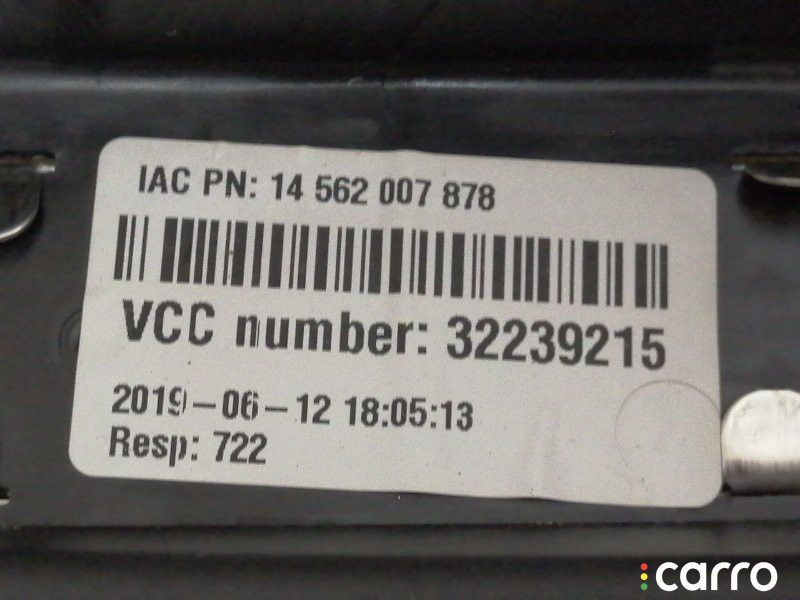 IAC PN: 14 562 007 878
VCC number: 32239215
2019-06-12 18:05:13
Resp: 722
carro